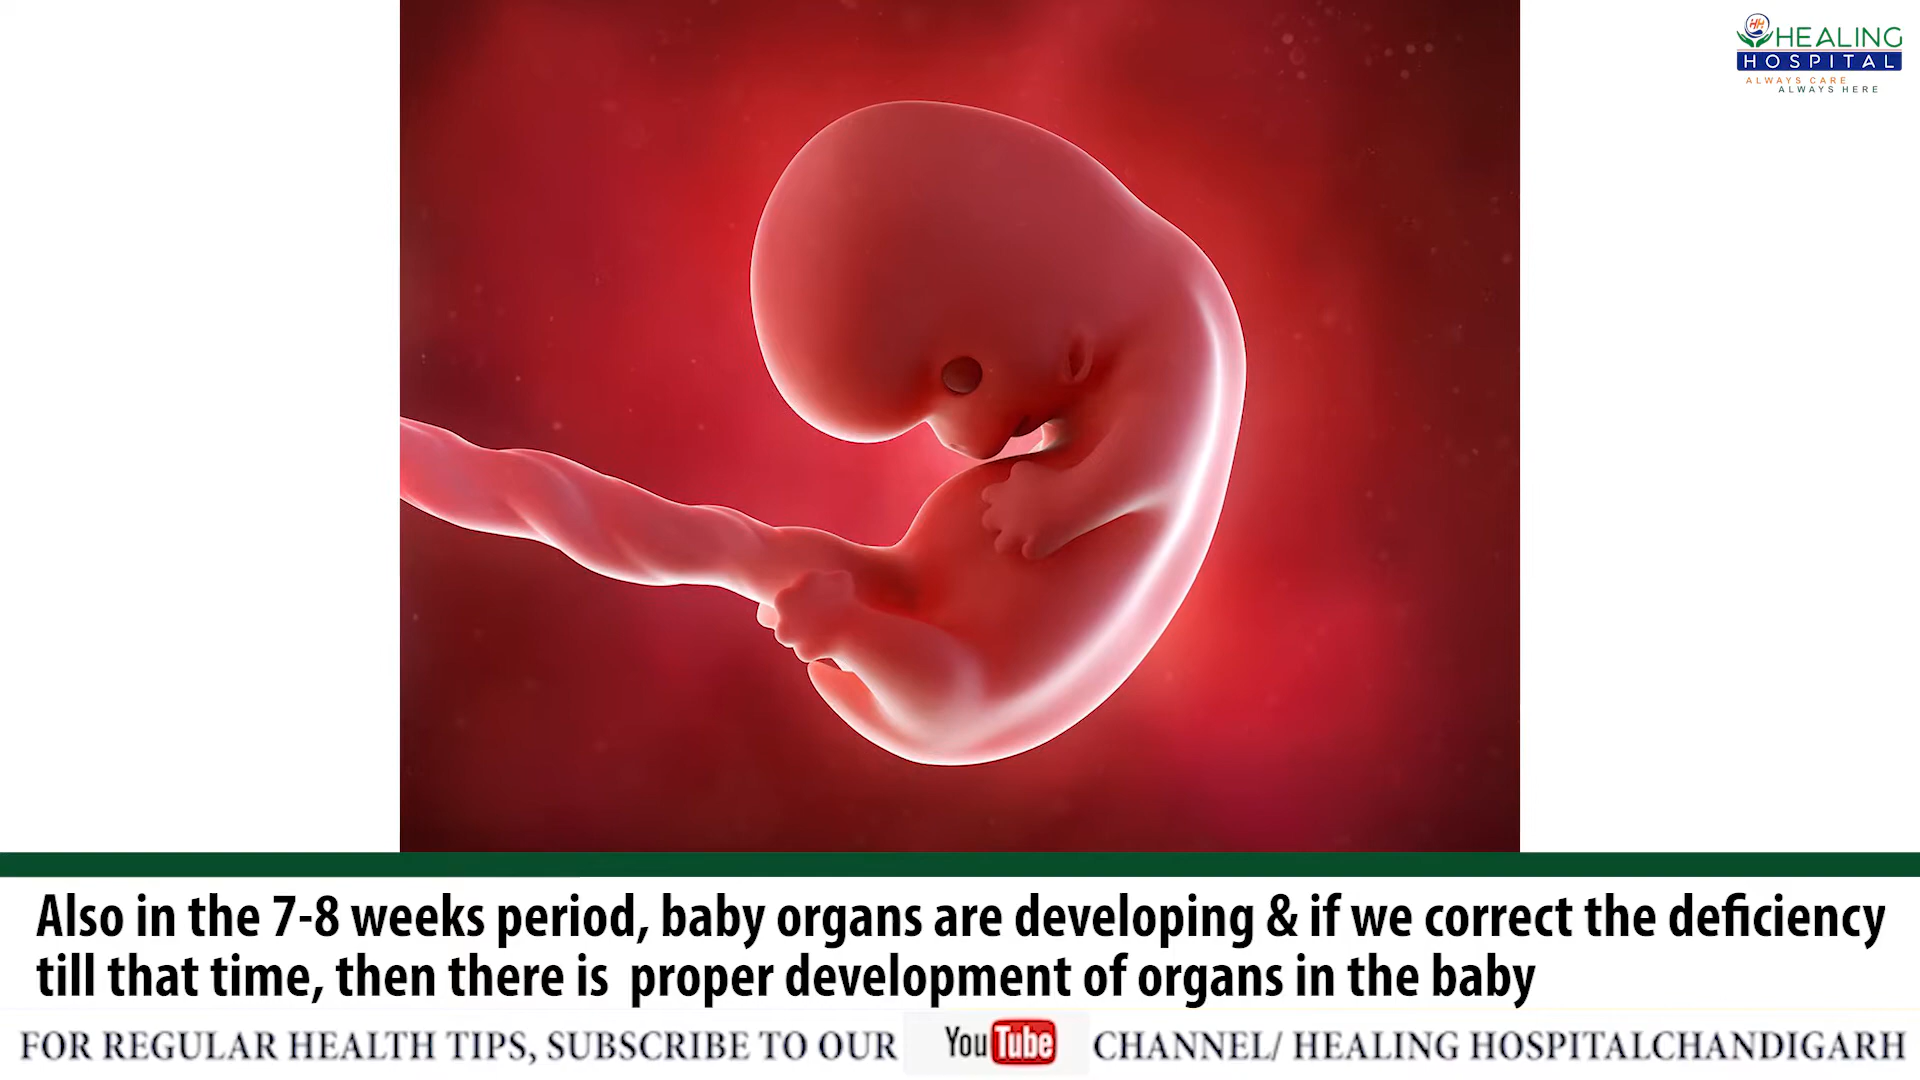 HH HEALING
HOSPITAL
ALWAYS CARE
ALWAYS HERE
Also in the 7-8 weeks period, baby organs are developing & if we correct the deficiency
till that time, then there is proper development of organs in the baby
FOR REGULAR HEALTH TIPS, SUBSCRIBE TO OUR YouTube CHANNEL/ HEALING HOSPITALCHANDIGARH